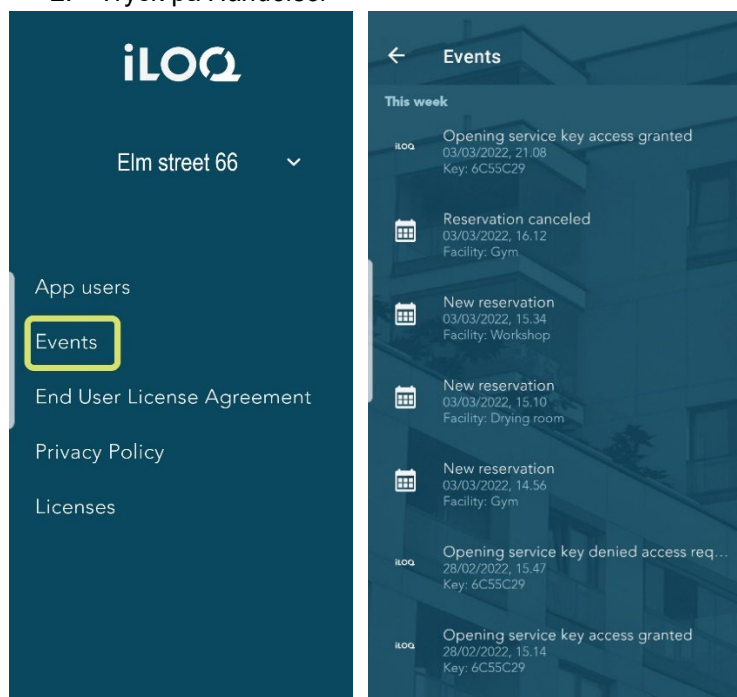 2. Tryck på Händelser
iLOQ
Elm street 66
App users
Events
End User License Agreement
Privacy Policy
Licenses
Events
This week
iLOQ
Opening service key access granted
03/03/2022, 21.08
Key: 6C55C29
Reservation canceled
03/03/2022, 16.12
Facility: Gym
New reservation
03/03/2022, 15.34
Facility: Workshop
New reservation
03/03/2022, 15.10
Facility: Drying room
New reservation
03/03/2022, 14.56
Facility: Gym
iLOQ
Opening service key denied access req...
28/02/2022, 15.47
Key: 6C55C29
iLOQ
Opening service key access granted
28/02/2022, 15.14
Key: 6C55C29